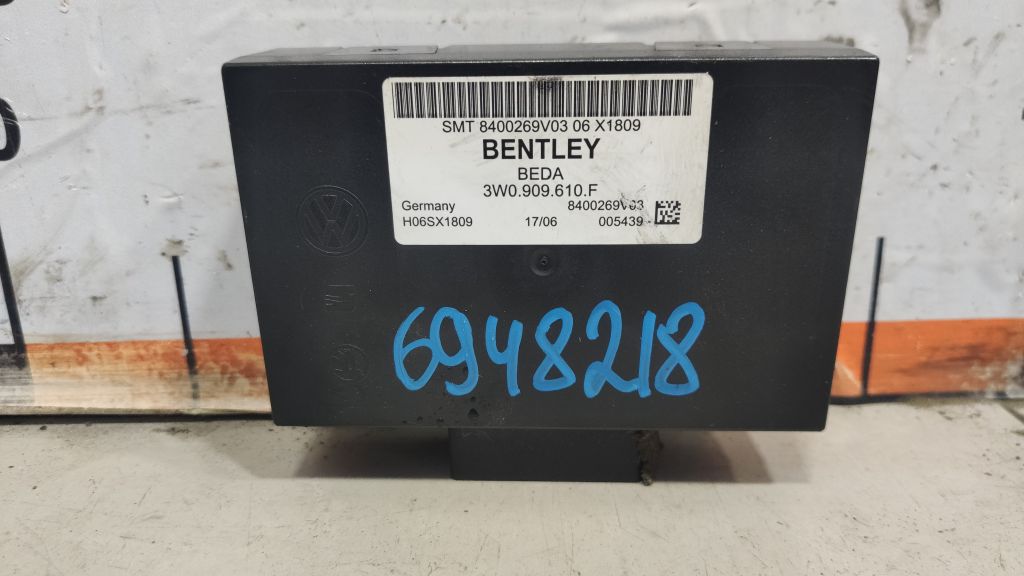 SMT 8400269V03 06 X1809
BENTLEY
BEDA
3W0.909.610.F
Germany 8400269V03
H06SX1809 17/06 005439
6948218